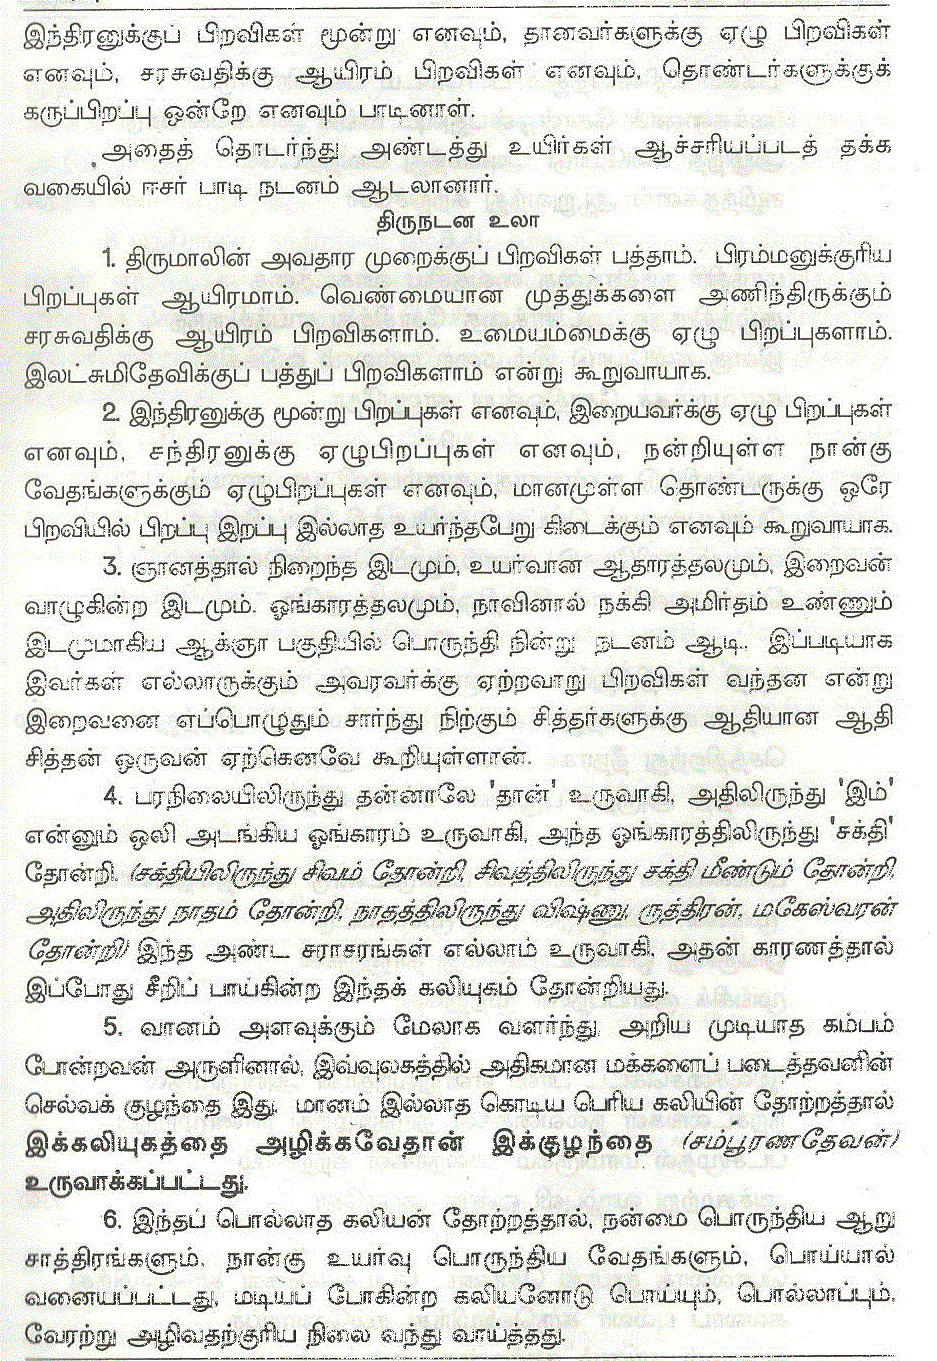 இந்திரனுக்குப் பிறவிகள் மூன்று எனவும், தானவர்களுக்கு ஏழு பிறவிகள்
எனவும், சரசுவதிக்கு ஆயிரம் பிறவிகள் எனவும், தொண்டர்களுக்குக்
கருப்பிறப்பு ஒன்றே எனவும் பாடினாள்.
அதைத் தொடர்ந்து அண்டத்து உயிர்கள் ஆச்சரியப்படத் தக்க
வகையில் ஈசர் பாடி நடனம் ஆடலானார்.
திருநடன உலா
1. திருமாலின் அவதார முறைக்குப் பிறவிகள் பத்தாம். பிரம்மனுக்குரிய
பிறப்புகள் ஆயிரமாம். வெண்மையான முத்துக்களை அணிந்திருக்கும்
சரசுவதிக்கு ஆயிரம் பிறவிகளாம். உமையம்மைக்கு ஏழு பிறப்புகளாம்.
இலட்சுமிதேவிக்குப் பத்துப் பிறவிகளாம் என்று கூறுவாயாக.
2. இந்திரனுக்கு மூன்று பிறப்புகள் எனவும், இறையவர்க்கு ஏழு பிறப்புகள்
எனவும், சந்திரனுக்கு ஏழுபிறப்புகள் எனவும், நன்றியுள்ள நான்கு
வேதங்களுக்கும் ஏழுபிறப்புகள் எனவும், மானமுள்ள தொண்டருக்கு ஒரே
பிறவியில் பிறப்பு இறப்பு இல்லாத உயர்ந்தபேறு கிடைக்கும் எனவும் கூறுவாயாக.
3. ஞானத்தால் நிறைந்த இடமும், உயர்வான ஆதாரத்தலமும், இறைவன்
வாழுகின்ற இடமும். ஓங்காரத்தலமும், நாவினால் நக்கி அமிர்தம் உண்ணும்
இடமுமாகிய ஆக்ஞா பகுதியில் பொருந்தி நின்று நடனம் ஆடி.. இப்படியாக
இவர்கள் எல்லாருக்கும் அவரவர்க்கு ஏற்றவாறு பிறவிகள் வந்தன என்று
இறைவனை எப்பொழுதும் சார்ந்து நிற்கும் சித்தர்களுக்கு ஆதியான ஆதி
சித்தன் ஒருவன் ஏற்கெனவே கூறியுள்ளான்.
4. பரநிலையிலிருந்து தன்னாலே 'தான்' உருவாகி, அதிலிருந்து 'இம்'
என்னும் ஒலி அடங்கிய ஓங்காரம் உருவாகி, அந்த ஓங்காரத்திலிருந்து 'சக்தி'
தோன்றி, (சக்தியிலிருந்து சிவம் தோன்றி, சிவத்திலிருந்து சக்தி மீண்டும் தோன்றி,
அதிலிருந்து நாதம் தோன்றி, நாதத்திலிருந்து விஷ்ணு, ருத்திரன், மகேஸ்வரன்
தோன்றி) இந்த அண்ட சராசரங்கள் எல்லாம் உருவாகி, அதன் காரணத்தால்
இப்போது சீறிப் பாய்கின்ற இந்தக் கலியுகம் தோன்றியது.
5. வானம் அளவுக்கும் மேலாக வளர்ந்து, அறிய முடியாத கம்பம்
போன்றவன் அருளினால், இவ்வுலகத்தில் அதிகமான மக்களைப் படைத்தவனின்
செல்வக் குழந்தை இது. மானம் இல்லாத கொடிய பெரிய கலியின் தோற்றத்தால்
இக்கலியுகத்தை அழிக்கவேதான் இக்குழந்தை (சம்பூரணதேவன்)
உருவாக்கப்பட்டது.
6. இந்தப் பொல்லாத கலியன் தோற்றத்தால், நன்மை பொருந்திய ஆறு
சாத்திரங்களும், நான்கு உயர்வு பொருந்திய வேதங்களும், பொய்யால்
வனையப்பட்டது, மடியப் போகின்ற கலியனோடு பொய்யும், பொல்லாப்பும்,
வேரற்று அழிவதற்குரிய நிலை வந்து வாய்த்தது.